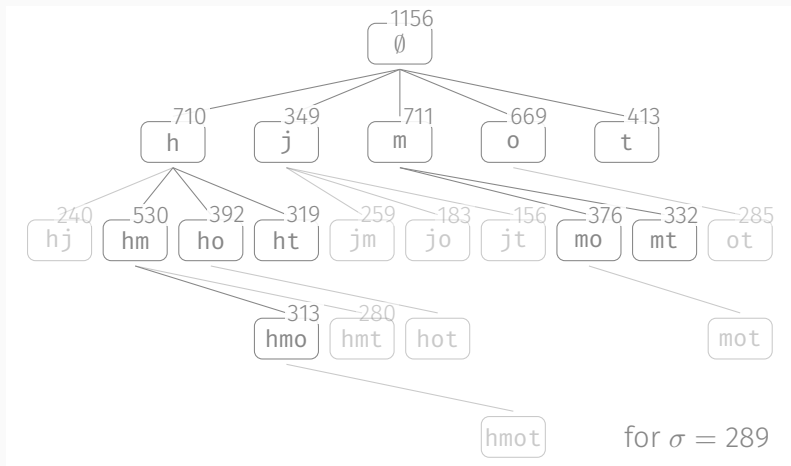 1156
∅
710 349 711 669 413
h j m o t
240 530 392 319 259 183 156 376 332 285
hj hm ho ht jm jo jt mo mt ot
313 280
hmo hmt hot mot
hmot for σ = 289